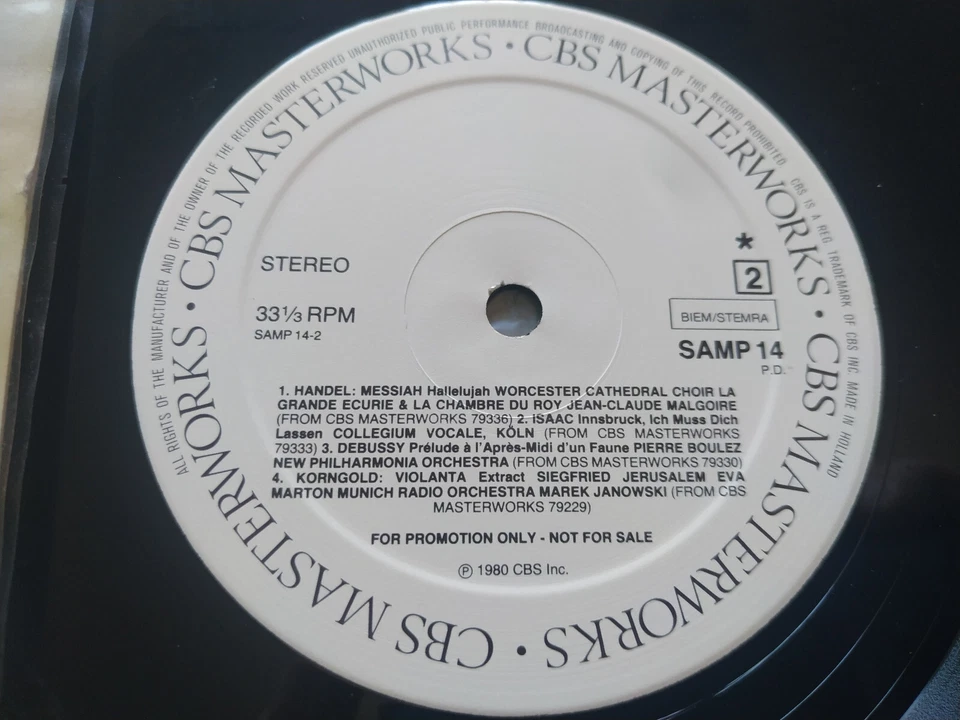 ALL RIGHTS OF THE MANUFACTURER AND OF THE OWNER OF THE RECORDED WORK RESERVED UNAUTHORIZED PUBLIC PERFORMANCE BROADCASTING AND COPYING OF THIS RECORD PROHIBITED CBS IS A REG. TRADEMARK OF CBS INC. MADE IN HOLLAND
CBS MASTERWORKS • CBS MASTERWORKS • CBS MASTERWORKS • CBS MASTERWORKS •
STEREO
33⅓ RPM
SAMP 14-2
*
2
BIEM/STEMRA
SAMP 14
P.D.
1. HANDEL: MESSIAH Hallelujah WORCESTER CATHEDRAL CHOIR LA
GRANDE ECURIE & LA CHAMBRE DU ROY JEAN-CLAUDE MALGOIRE
(FROM CBS MASTERWORKS 79336) 2. ISAAC Innsbruck, Ich Muss Dich
Lassen COLLEGIUM VOCALE, KÖLN (FROM CBS MASTERWORKS
79333) 3. DEBUSSY Prélude à l'Après-Midi d'un Faune PIERRE BOULEZ
NEW PHILHARMONIA ORCHESTRA (FROM CBS MASTERWORKS 79330)
4. KORNGOLD: VIOLANTA Extract SIEGFRIED JERUSALEM EVA
MARTON MUNICH RADIO ORCHESTRA MAREK JANOWSKI (FROM CBS
MASTERWORKS 79229)
FOR PROMOTION ONLY - NOT FOR SALE
℗ 1980 CBS Inc.